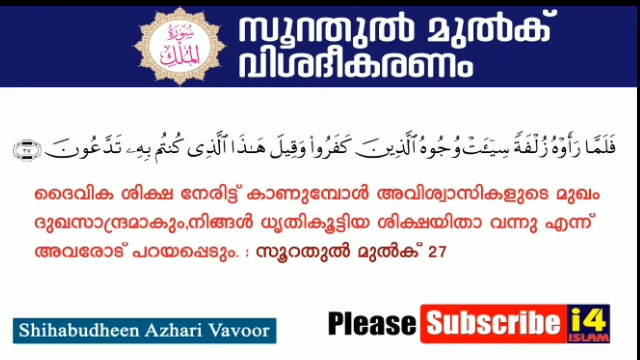 سُورَةُ
المُلْك
സൂറത്തുൽ മുൽക്
വിശദീകരണം
فَلَمَّا رَأَوْهُ زُلْفَةً سِيٓـَٔتْ وُجُوهُ ٱلَّذِينَ كَفَرُوا۟ وَقِيلَ هَـٰذَا ٱلَّذِى كُنتُم بِهِۦ تَدَّعُونَ ٢٧
ദൈവിക ശിക്ഷ നേരിട്ട് കാണുമ്പോൾ അവിശ്വാസികളുടെ മുഖം
ദുഖസാന്ദ്രമാകും,നിങ്ങൾ ധൃതികൂട്ടിയ ശിക്ഷയിതാ വന്നു എന്ന്
അവരോട് പറയപ്പെടും. : സൂറത്തുൽ മുൽക് 27
Shihabudheen Azhari Vavoor
Please Subscribe i4
ISLAM